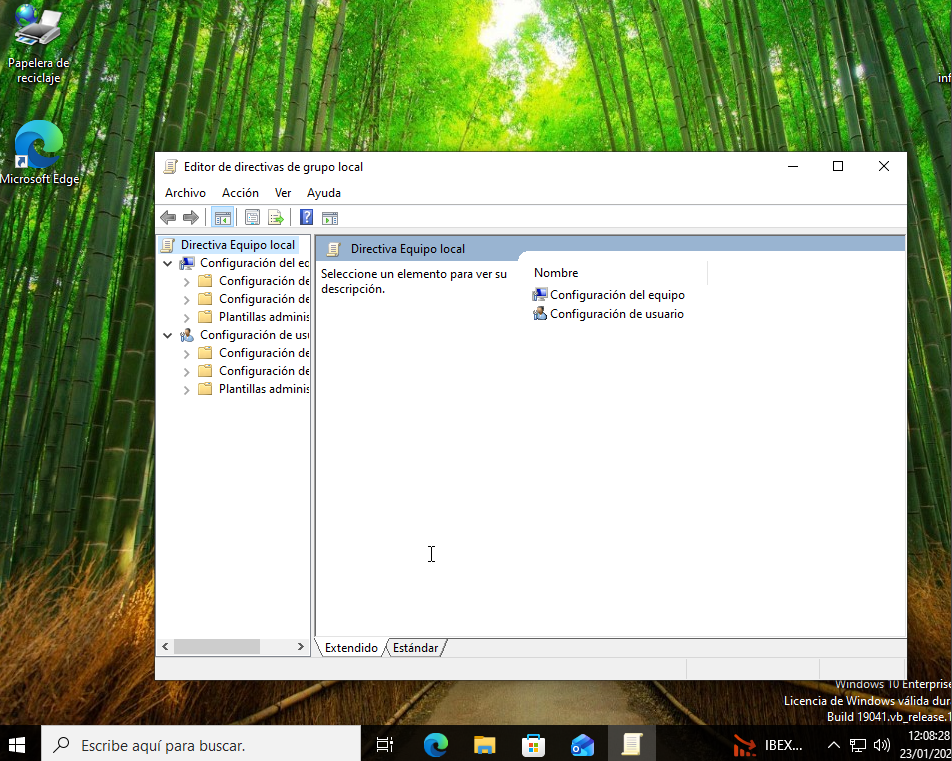 Papelera de
reciclaje
inf
Microsoft Edge
Editor de directivas de grupo local
Archivo Acción Ver Ayuda
Directiva Equipo local
Configuración del ec
Configuración de
Configuración de
Plantillas adminis
Configuración de usu
Configuración de
Configuración de
Plantillas adminis
Directiva Equipo local
Seleccione un elemento para ver su
descripción.
Nombre
Configuración del equipo
Configuración de usuario
Extendido Estándar
Windows 10 Enterprise
Licencia de Windows válida dur
Build 19041.vb_release.1
Escribe aquí para buscar.
IBEX...
12:08:28
23/01/202